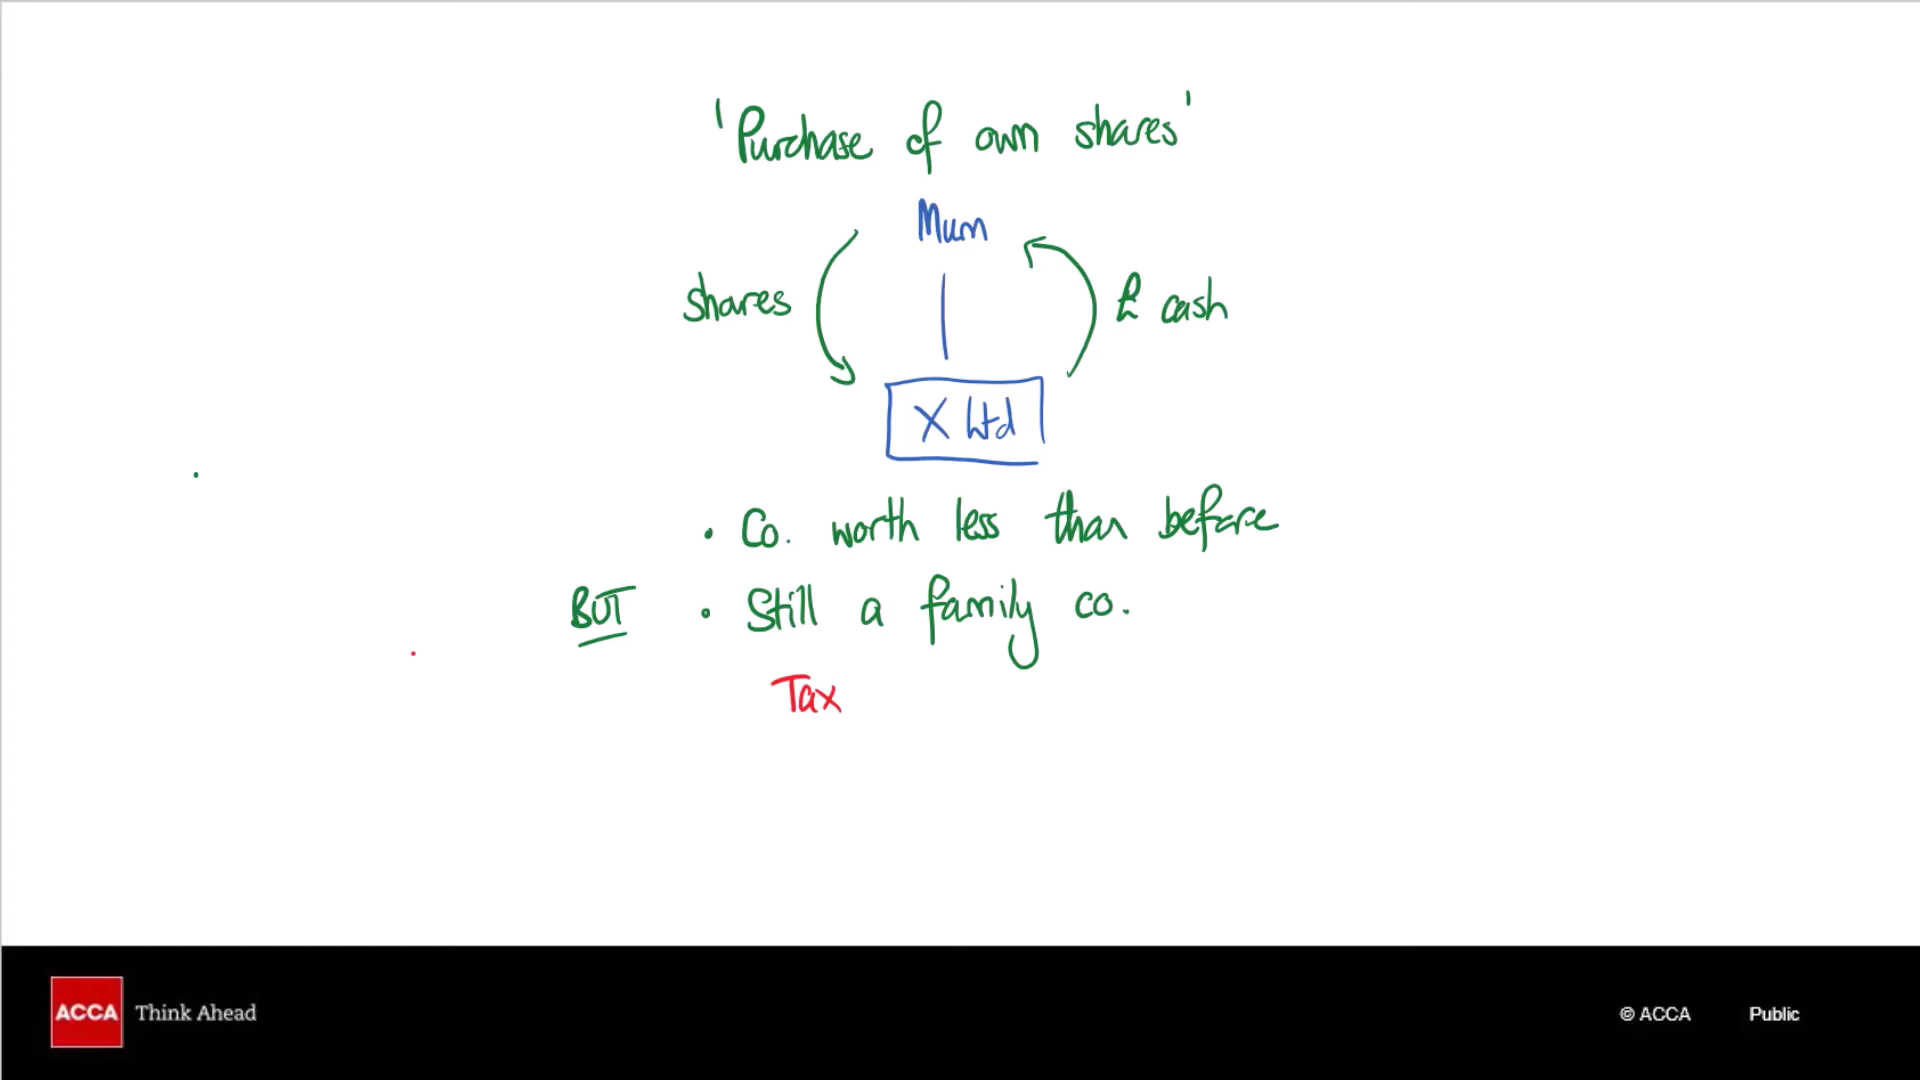 'Purchase of own shares'
Mum
shares
£ cash
X Ltd
• Co. worth less than before
BUT • Still a family co.
Tax
ACCA Think Ahead
© ACCA Public